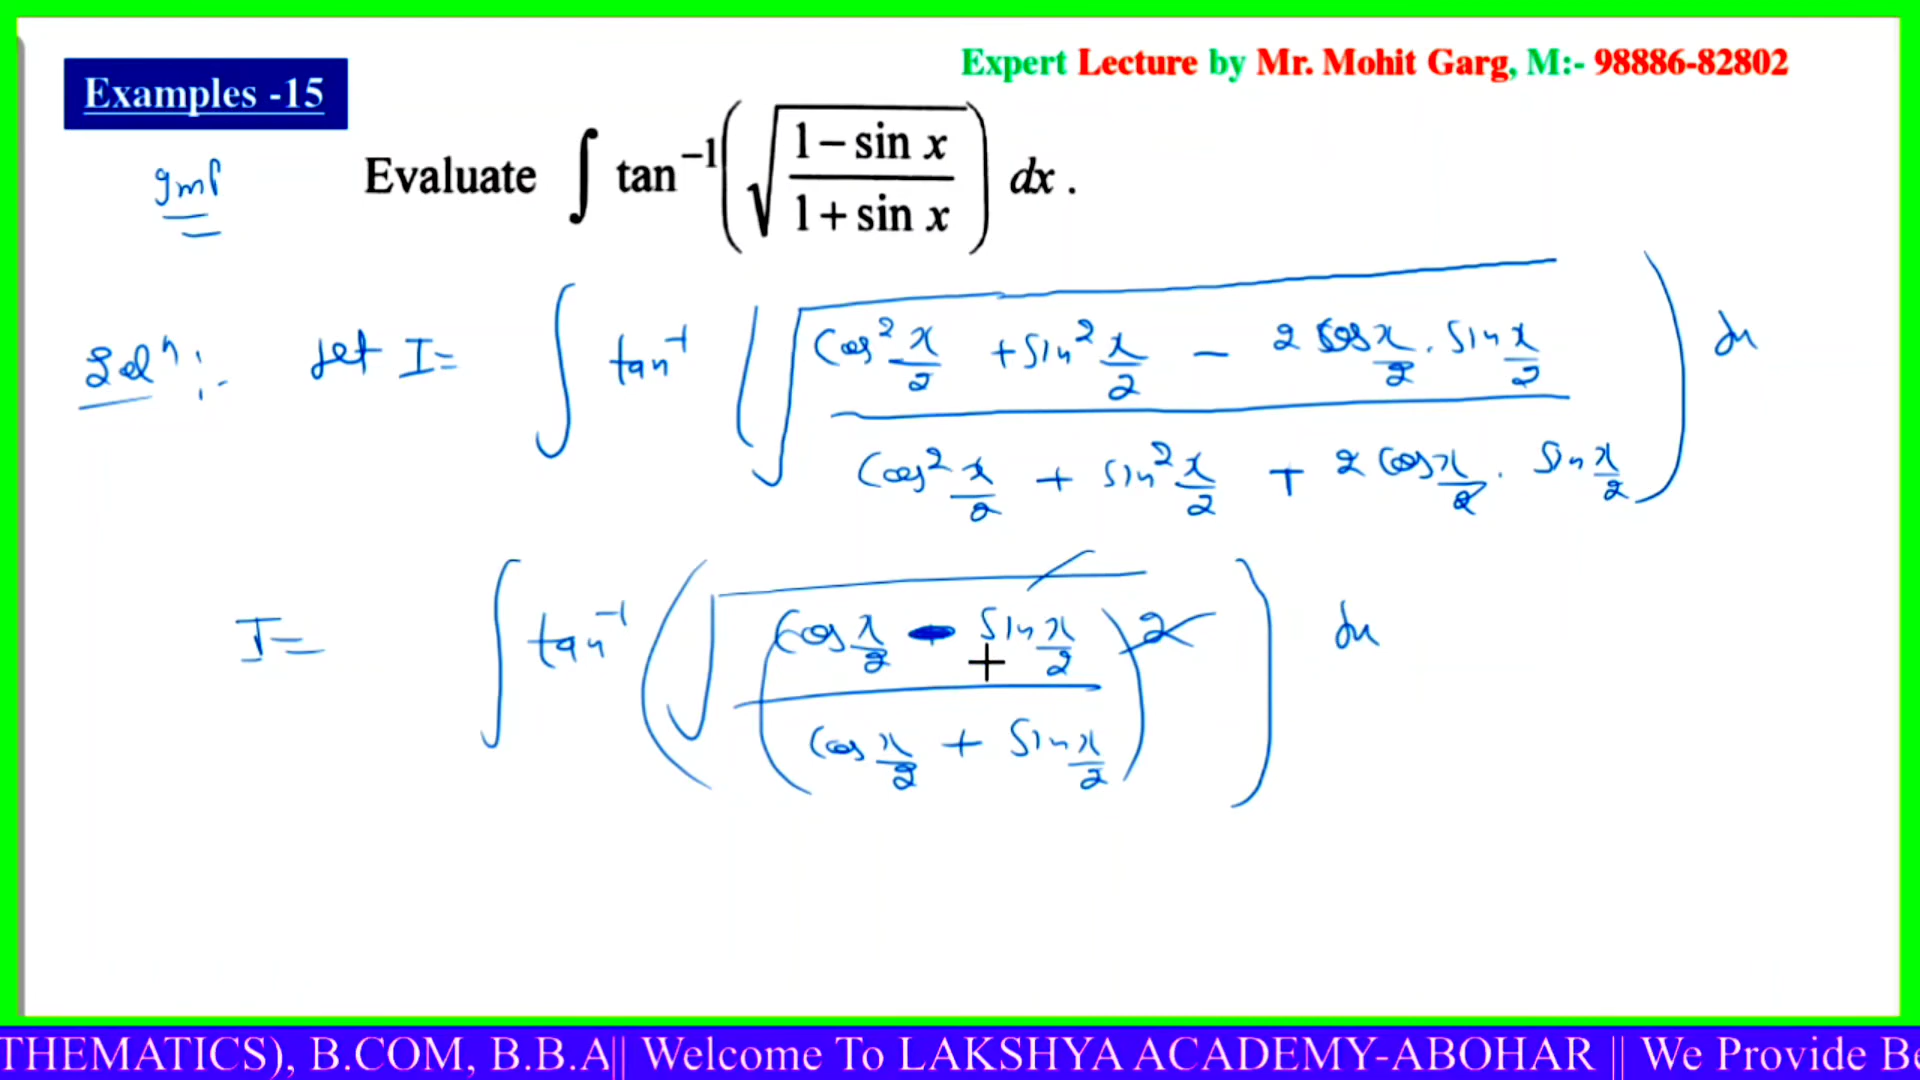 Expert Lecture by Mr. Mohit Garg, M:- 98886-82802
Examples -15
Imp
Evaluate ∫ tan⁻¹(√((1 − sin x)/(1 + sin x))) dx .
Solⁿ:- Let I = ∫ tan⁻¹ (√((cos² x/2 + sin² x/2 − 2 cos x/2 . sin x/2)/(cos² x/2 + sin² x/2 + 2 cos x/2 . sin x/2))) dx
I = ∫ tan⁻¹ (√(((cos x/2 - sin x/2)/(cos x/2 + sin x/2))²)) dx
THEMATICS), B.COM, B.B.A|| Welcome To LAKSHYA ACADEMY-ABOHAR || We Provide Be